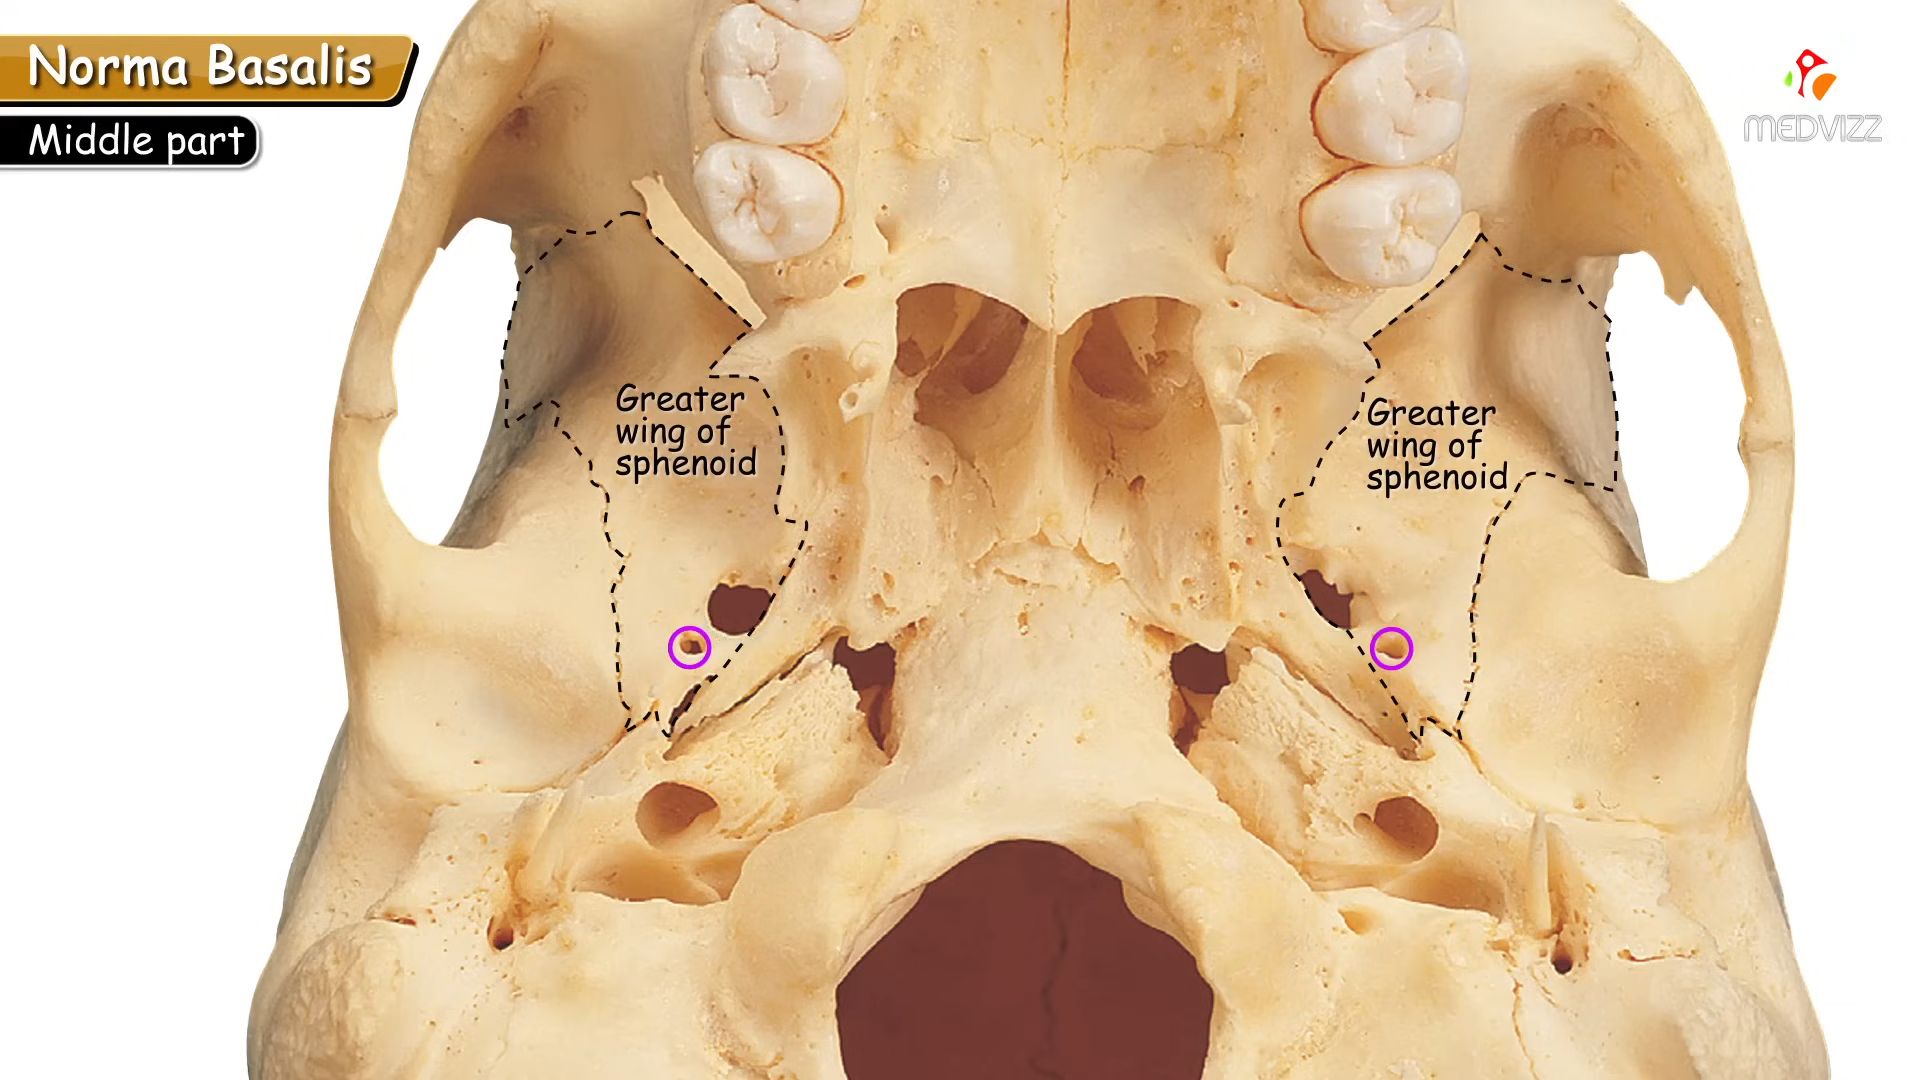 Norma Basalis
Middle part
MEDVIZZ
Greater
wing of
sphenoid
Greater
wing of
sphenoid